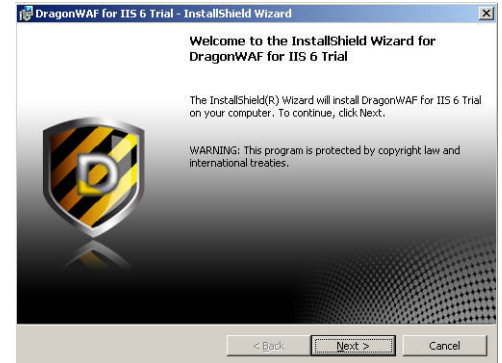 DragonWAF for IIS 6 Trial - InstallShield Wizard
Welcome to the InstallShield Wizard for
DragonWAF for IIS 6 Trial
The InstallShield(R) Wizard will install DragonWAF for IIS 6 Trial
on your computer. To continue, click Next.
WARNING: This program is protected by copyright law and
international treaties.
D
< Back
Next >
Cancel